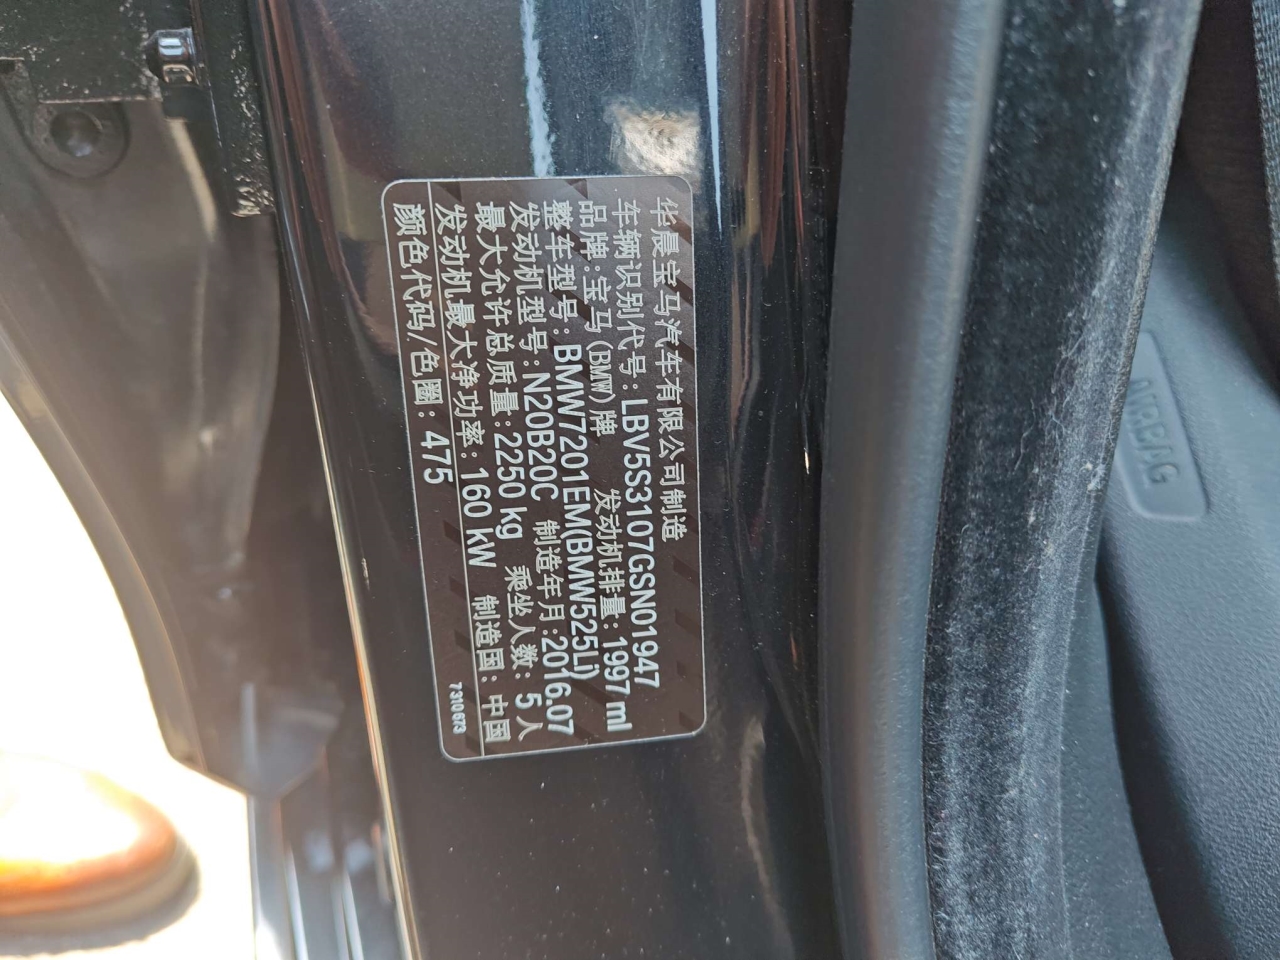 华晨宝马汽车有限公司制造
车辆识别代号: LBV5S3107GSN01947
品牌:宝马(BMW)牌 发动机排量: 1997 ml
整车型号: BMW7201EM(BMW525Li)
发动机型号: N20B20C 制造年月: 2016.07
最大允许总质量: 2250 kg 乘坐人数: 5 人
发动机最大净功率: 160 kW 制造国: 中国
颜色代码/色圈: 475 7 310 673
AIRBAG